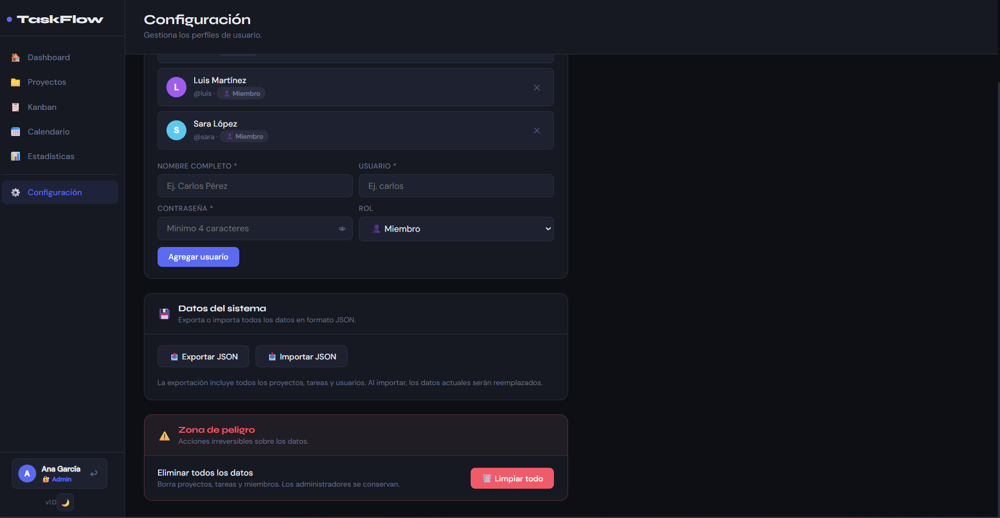 TaskFlow
Dashboard
Proyectos
Kanban
Calendario
Estadísticas
Configuración
A
Ana García
Admin
v1.0
Configuración
Gestiona los perfiles de usuario.
L
Luis Martínez
@luis · Miembro
S
Sara López
@sara · Miembro
NOMBRE COMPLETO * USUARIO *
Ej. Carlos Pérez Ej. carlos
CONTRASEÑA * ROL
Mínimo 4 caracteres Miembro
Agregar usuario
Datos del sistema
Exporta o importa todos los datos en formato JSON.
Exportar JSON Importar JSON
La exportación incluye todos los proyectos, tareas y usuarios. Al importar, los datos actuales serán reemplazados.
Zona de peligro
Acciones irreversibles sobre los datos.
Eliminar todos los datos
Borra proyectos, tareas y miembros. Los administradores se conservan.
Limpiar todo